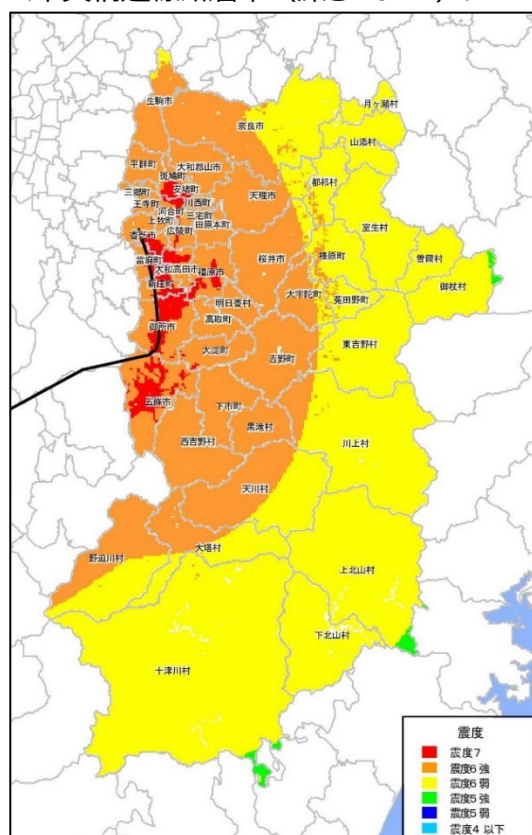 生駒市
奈良市
月ヶ瀬村
山添村
平群町
大和郡山市
斑鳩町
安堵町
都祁村
三郷町
川西町
天理市
王寺町
河合町
三宅町
上牧町
広陵町
田原本町
室生村
香芝市
榛原町
曽爾村
當麻町
大和高田市
橿原市
桜井市
御杖村
新庄町
明日香村
大宇陀町
菟田野町
御所市
高取町
東吉野村
大淀町
吉野町
五條市
下市町
黒滝村
西吉野村
川上村
天川村
大塔村
野迫川村
上北山村
下北山村
十津川村
震度
震度7
震度6強
震度6弱
震度5強
震度5弱
震度4以下